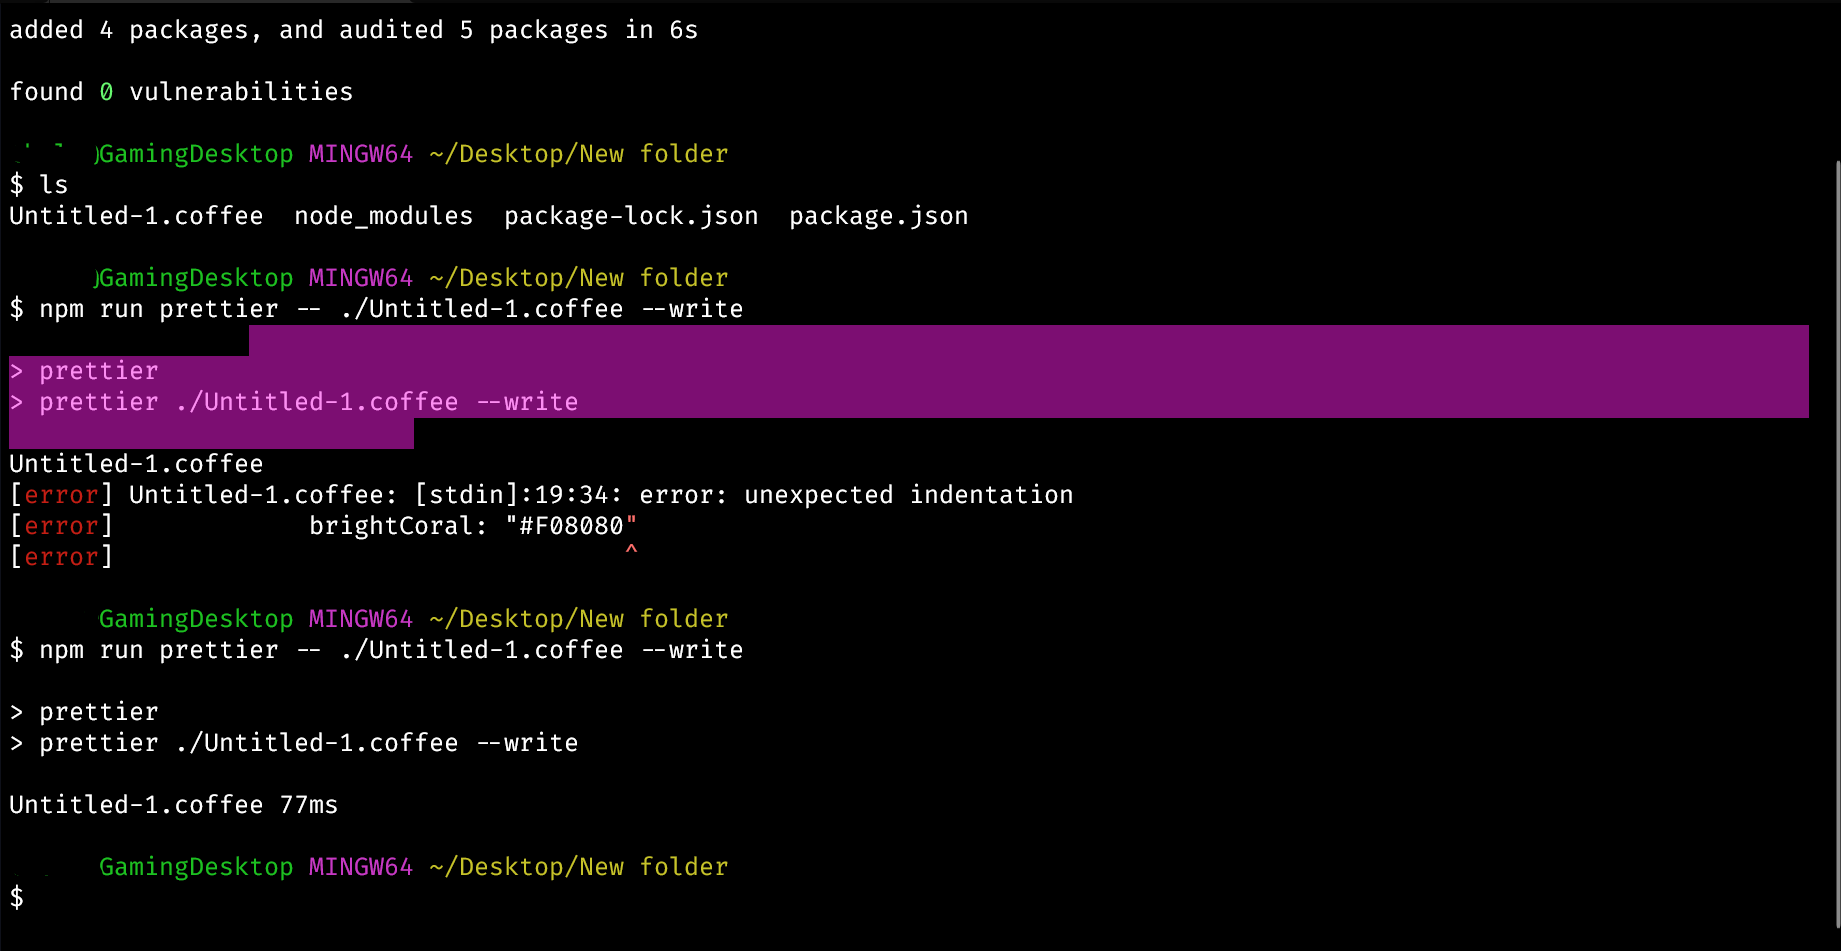 added 4 packages, and audited 5 packages in 6s
found 0 vulnerabilities
GamingDesktop MINGW64 ~/Desktop/New folder
$ ls
Untitled-1.coffee  node_modules  package-lock.json  package.json
GamingDesktop MINGW64 ~/Desktop/New folder
$ npm run prettier -- ./Untitled-1.coffee --write
> prettier
> prettier ./Untitled-1.coffee --write
Untitled-1.coffee
[error] Untitled-1.coffee: [stdin]:19:34: error: unexpected indentation
[error]             brightCoral: "#F08080"
[error]                                  ^
GamingDesktop MINGW64 ~/Desktop/New folder
$ npm run prettier -- ./Untitled-1.coffee --write
> prettier
> prettier ./Untitled-1.coffee --write
Untitled-1.coffee 77ms
GamingDesktop MINGW64 ~/Desktop/New folder
$